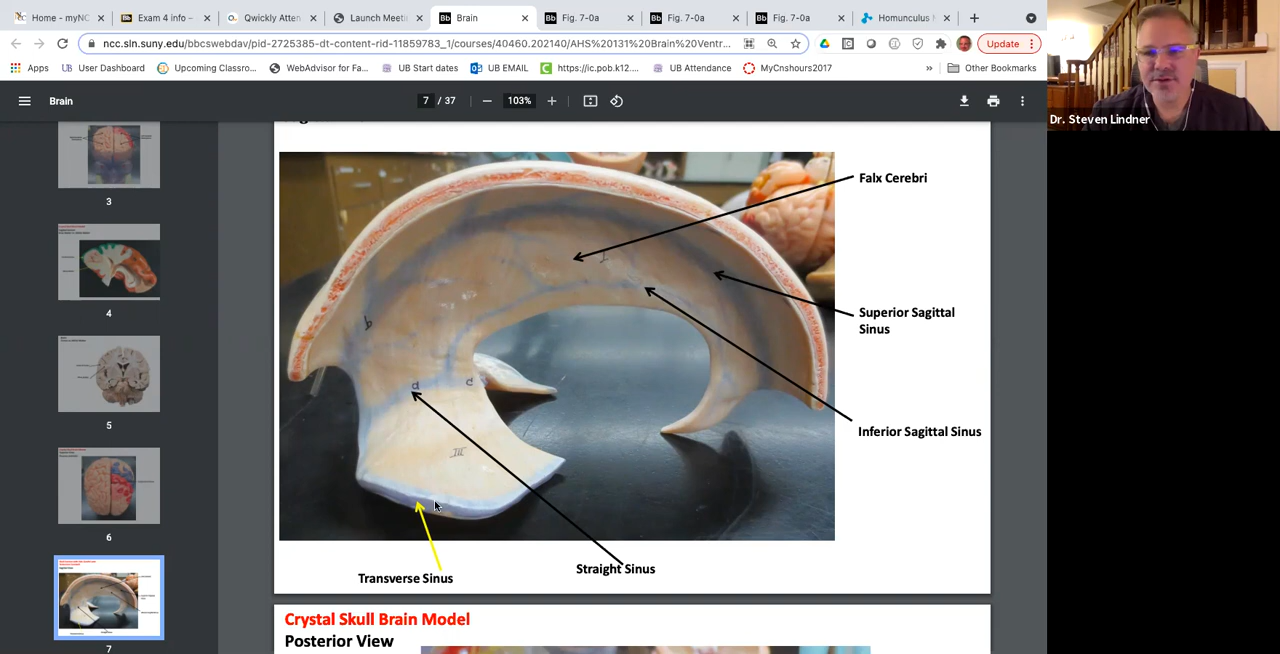 Home - myNC
Exam 4 info –
Qwickly Atten
Launch Meeti
Brain
Fig. 7-0a
Fig. 7-0a
Fig. 7-0a
Homunculus
ncc.sln.suny.edu/bbcswebdav/pid-2725385-dt-content-rid-11859783_1/courses/40460.202140/AHS%20131%20Brain%20Ventr...
Update
Apps
User Dashboard
Upcoming Classro...
WebAdvisor for Fa...
UB Start dates
UB EMAIL
https://ic.pob.k12....
UB Attendance
MyCnshours2017
»
Other Bookmarks
Brain
7 / 37
103%
Dr. Steven Lindner
3
4
5
6
7
Falx Cerebri
Superior Sagittal
Sinus
Inferior Sagittal Sinus
I
b
d
c
III
Straight Sinus
Transverse Sinus
Crystal Skull Brain Model
Posterior View